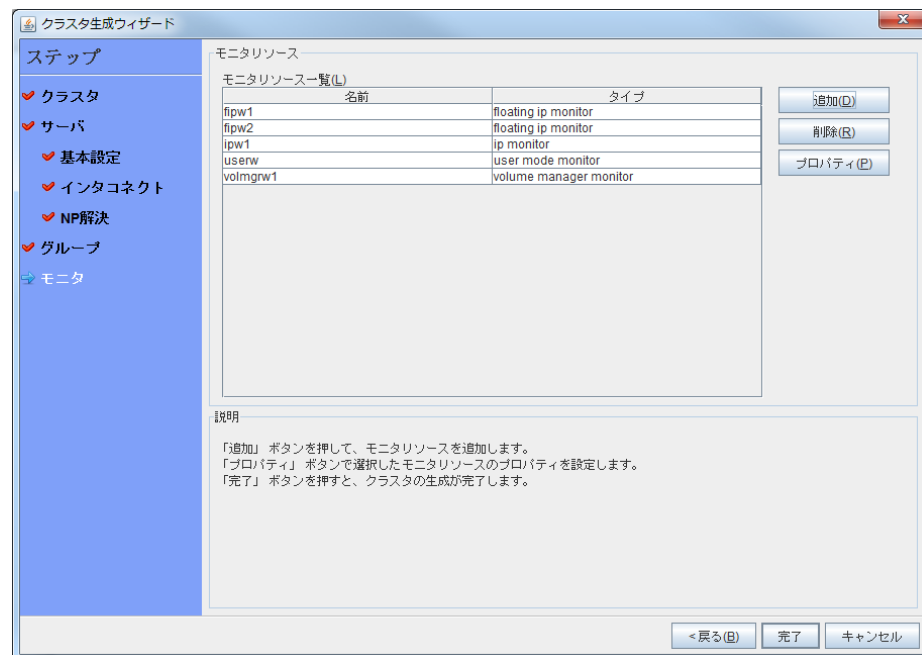 クラスタ生成ウィザード
ステップ
クラスタ
サーバ
基本設定
インタコネクト
NP解決
グループ
モニタ
モニタリソース
モニタリソース一覧(L)
名前 タイプ
fipw1 floating ip monitor
fipw2 floating ip monitor
ipw1 ip monitor
userw user mode monitor
volmgrw1 volume manager monitor
追加(D)
削除(R)
プロパティ(P)
説明
「追加」 ボタンを押して、モニタリソースを追加します。
「プロパティ」 ボタンで選択したモニタリソースのプロパティを設定します。
「完了」 ボタンを押すと、クラスタの生成が完了します。
<戻る(B) 完了 キャンセル